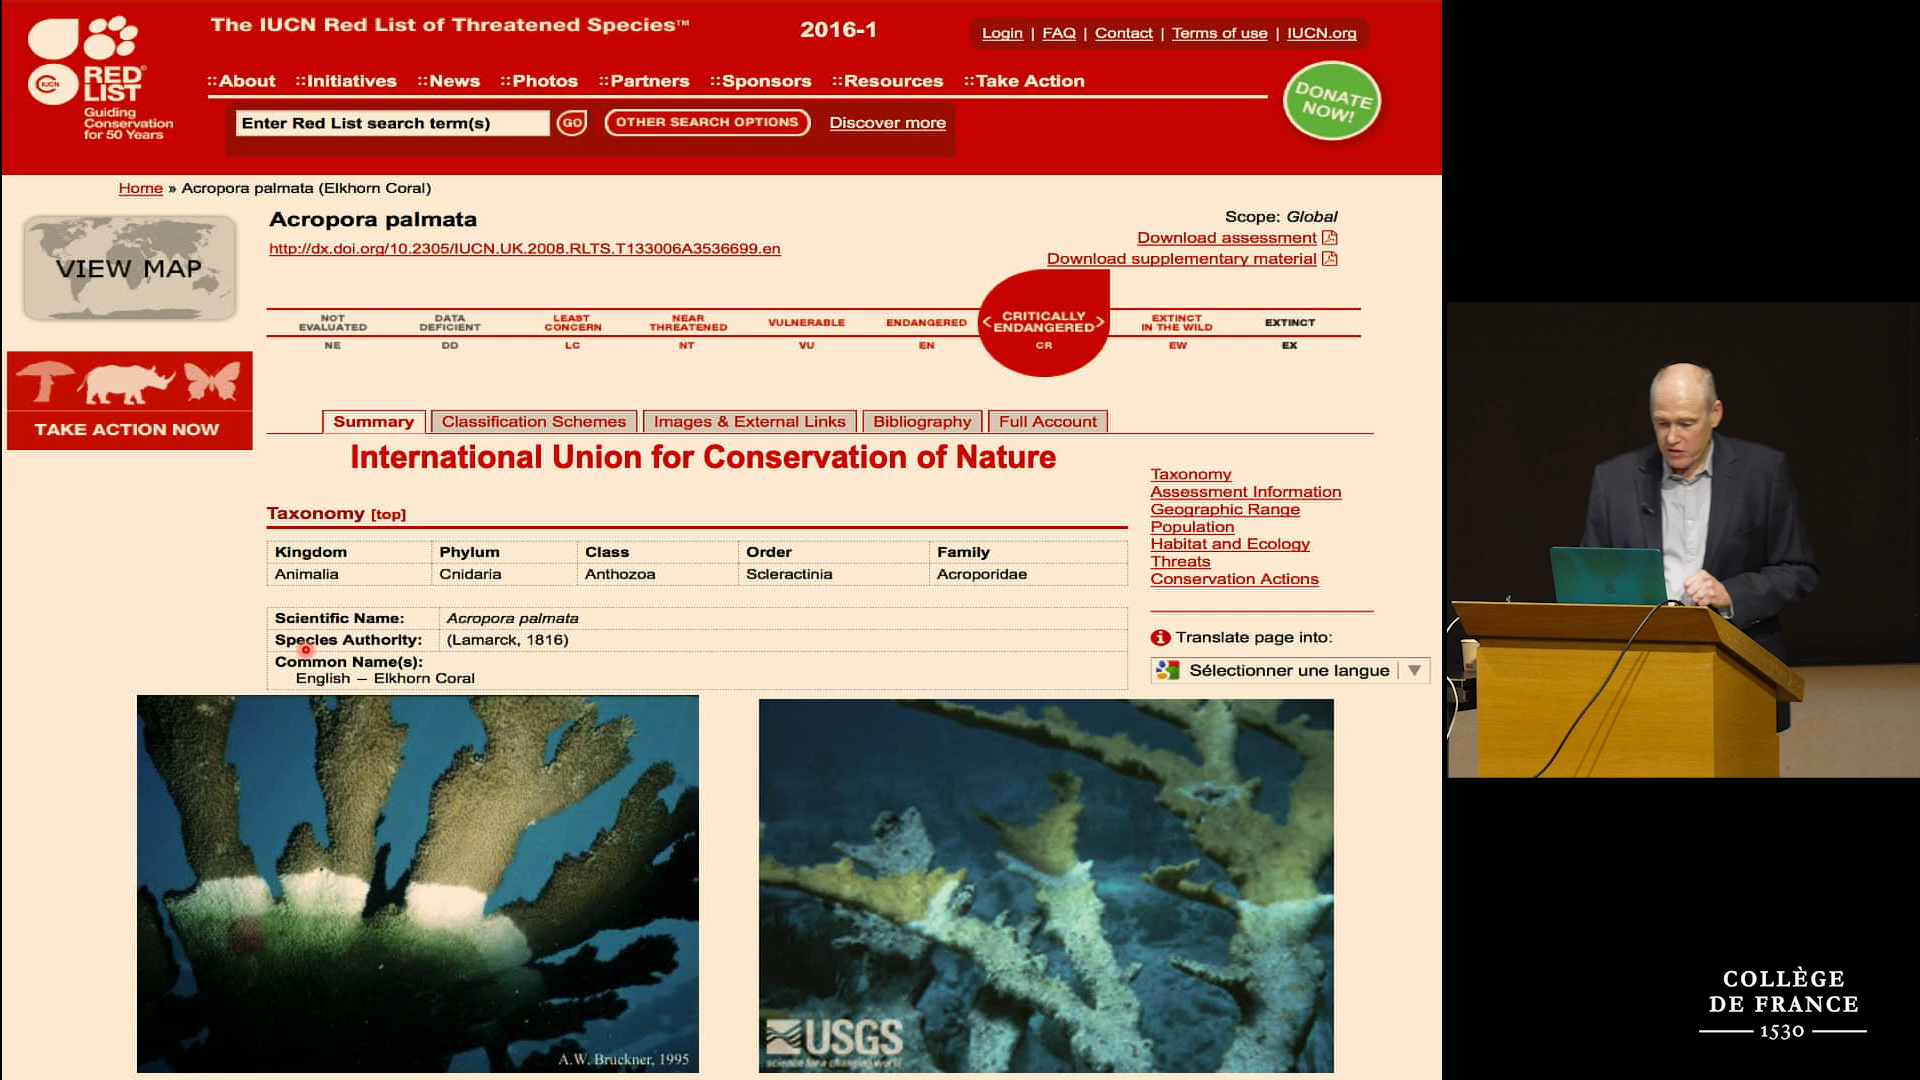 The IUCN Red List of Threatened Species™
2016-1
Login | FAQ | Contact | Terms of use | IUCN.org
IUCN
RED
LIST
Guiding
Conservation
for 50 Years
::About ::Initiatives ::News ::Photos ::Partners ::Sponsors ::Resources ::Take Action
DONATE
NOW!
Enter Red List search term(s) GO OTHER SEARCH OPTIONS Discover more
Home » Acropora palmata (Elkhorn Coral)
VIEW MAP
TAKE ACTION NOW
Acropora palmata
Scope: Global
http://dx.doi.org/10.2305/IUCN.UK.2008.RLTS.T133006A3536699.en
Download assessment
Download supplementary material
NOT EVALUATED
DATA DEFICIENT
LEAST CONCERN
NEAR THREATENED
VULNERABLE
ENDANGERED
< CRITICALLY ENDANGERED >
EXTINCT IN THE WILD
EXTINCT
NE DD LC NT VU EN CR EW EX
Summary Classification Schemes Images & External Links Bibliography Full Account
International Union for Conservation of Nature
Taxonomy [top]
Kingdom Phylum Class Order Family
Animalia Cnidaria Anthozoa Scleractinia Acroporidae
Scientific Name: Acropora palmata
Species Authority: (Lamarck, 1816)
Common Name(s):
English – Elkhorn Coral
Taxonomy
Assessment Information
Geographic Range
Population
Habitat and Ecology
Threats
Conservation Actions
Translate page into:
Sélectionner une langue
A.W. Bruckner, 1995
USGS
science for a changing world
COLLÈGE
DE FRANCE
1530